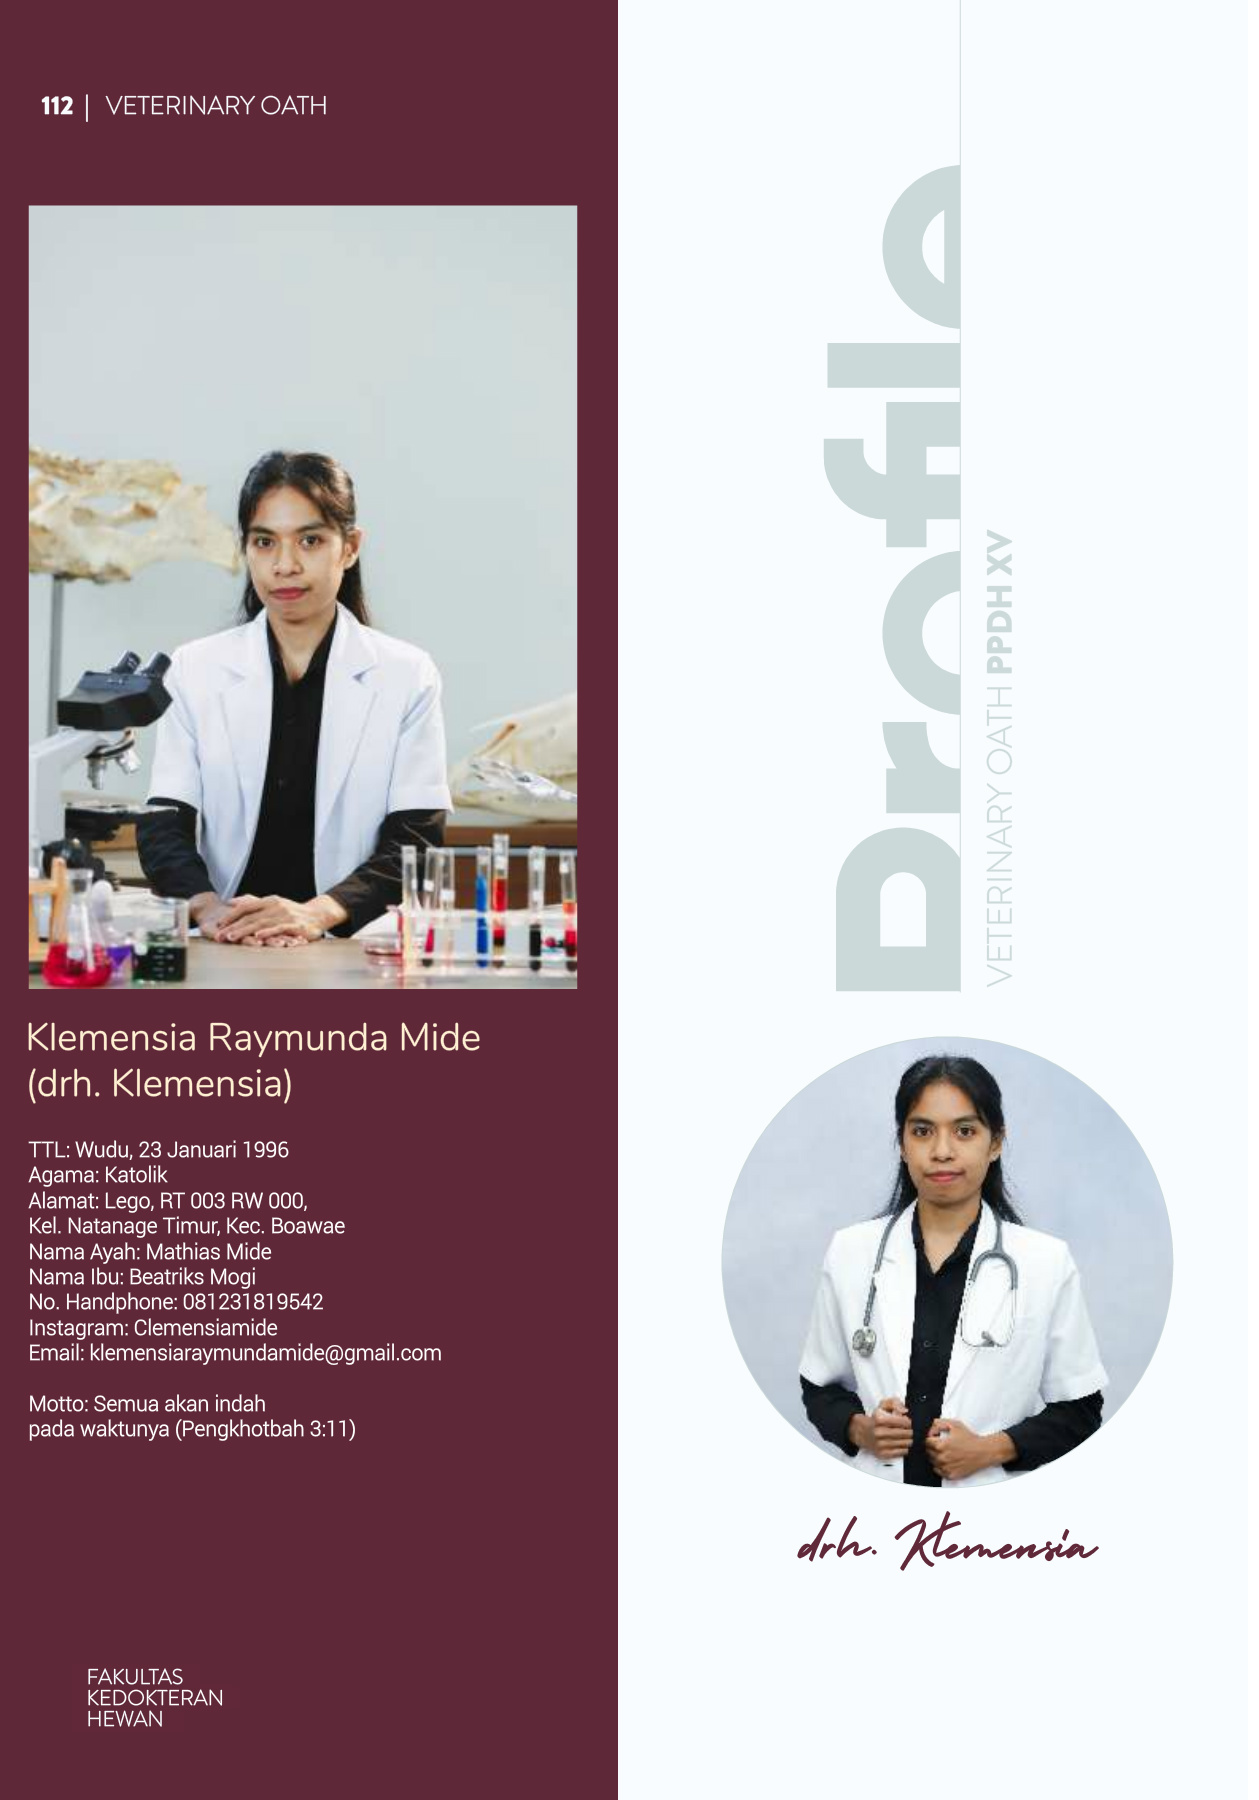 112 | VETERINARY OATH
Klemensia Raymunda Mide
(drh. Klemensia)
TTL: Wudu, 23 Januari 1996
Agama: Katolik
Alamat: Lego, RT 003 RW 000,
Kel. Natanage Timur, Kec. Boawae
Nama Ayah: Mathias Mide
Nama Ibu: Beatriks Mogi
No. Handphone: 081231819542
Instagram: Clemensiamide
Email: klemensiaraymundamide@gmail.com
Motto: Semua akan indah
pada waktunya (Pengkhotbah 3:11)
FAKULTAS
KEDOKTERAN
HEWAN
Profile
VETERINARY OATH PPDH XV
drh. Klemensia